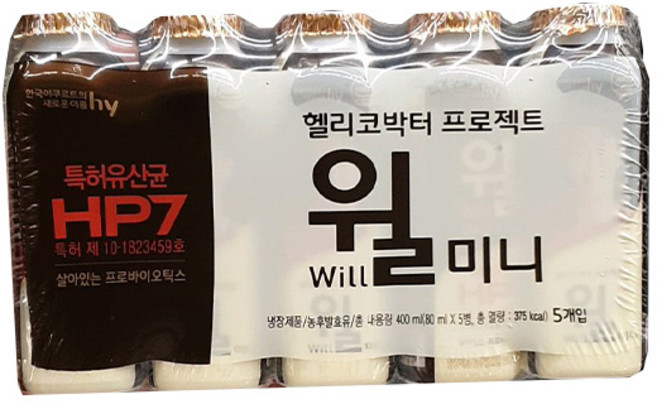 한국야쿠르트의
새로운 이름 hy
특허유산균
HP7
특허 제 10-1823459호
살아있는 프로바이오틱스
헬리코박터 프로젝트
윌
Will 미니
냉장제품/농후발효유/총 내용량 400 ml(80 ml X 5병, 총 열량 : 375 kcal) 5개입